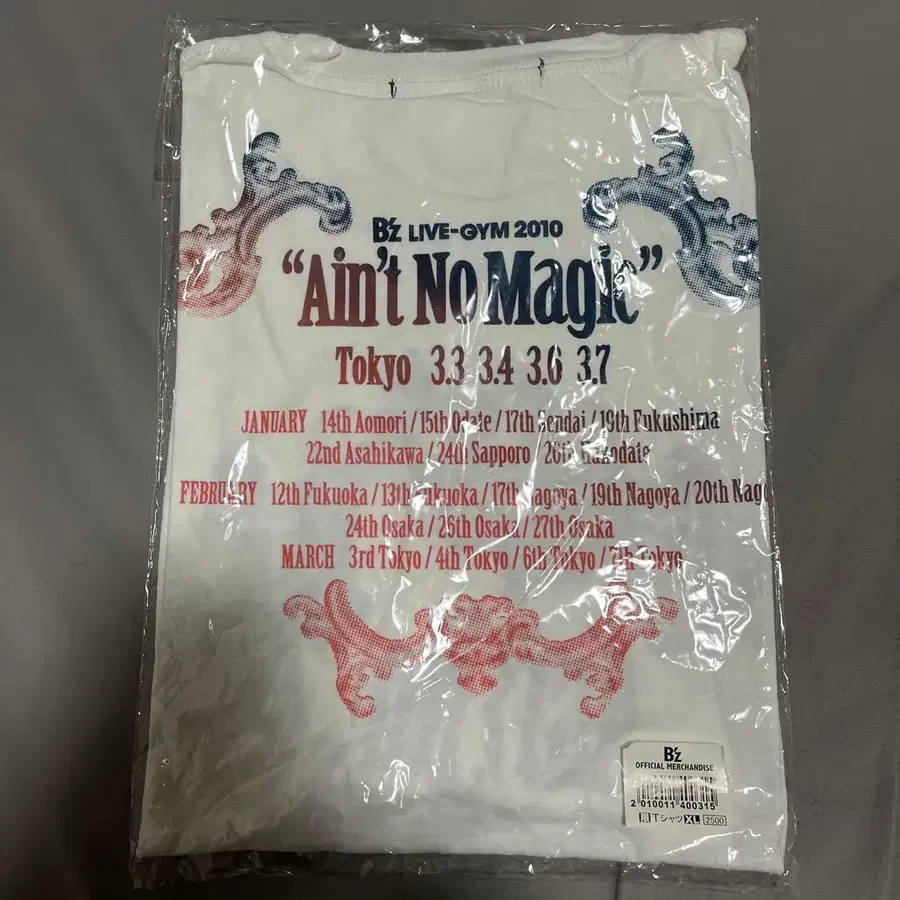 B'z LIVE-GYM 2010
“Ain't No Magic”
Tokyo 3.3 3.4 3.6 3.7
JANUARY 14th Aomori / 15th Odate / 17th Sendai / 19th Fukushima
22nd Asahikawa / 24th Sapporo / 26th Hakodate
FEBRUARY 12th Fukuoka / 13th Fukuoka / 17th Nagoya / 19th Nagoya / 20th Nago
24th Osaka / 26th Osaka / 27th Osaka
MARCH 3rd Tokyo / 4th Tokyo / 6th Tokyo / 7th Tokyo
B'z
OFFICIAL MERCHANDISE
2 010011 400315
Tシャツ XL 2500